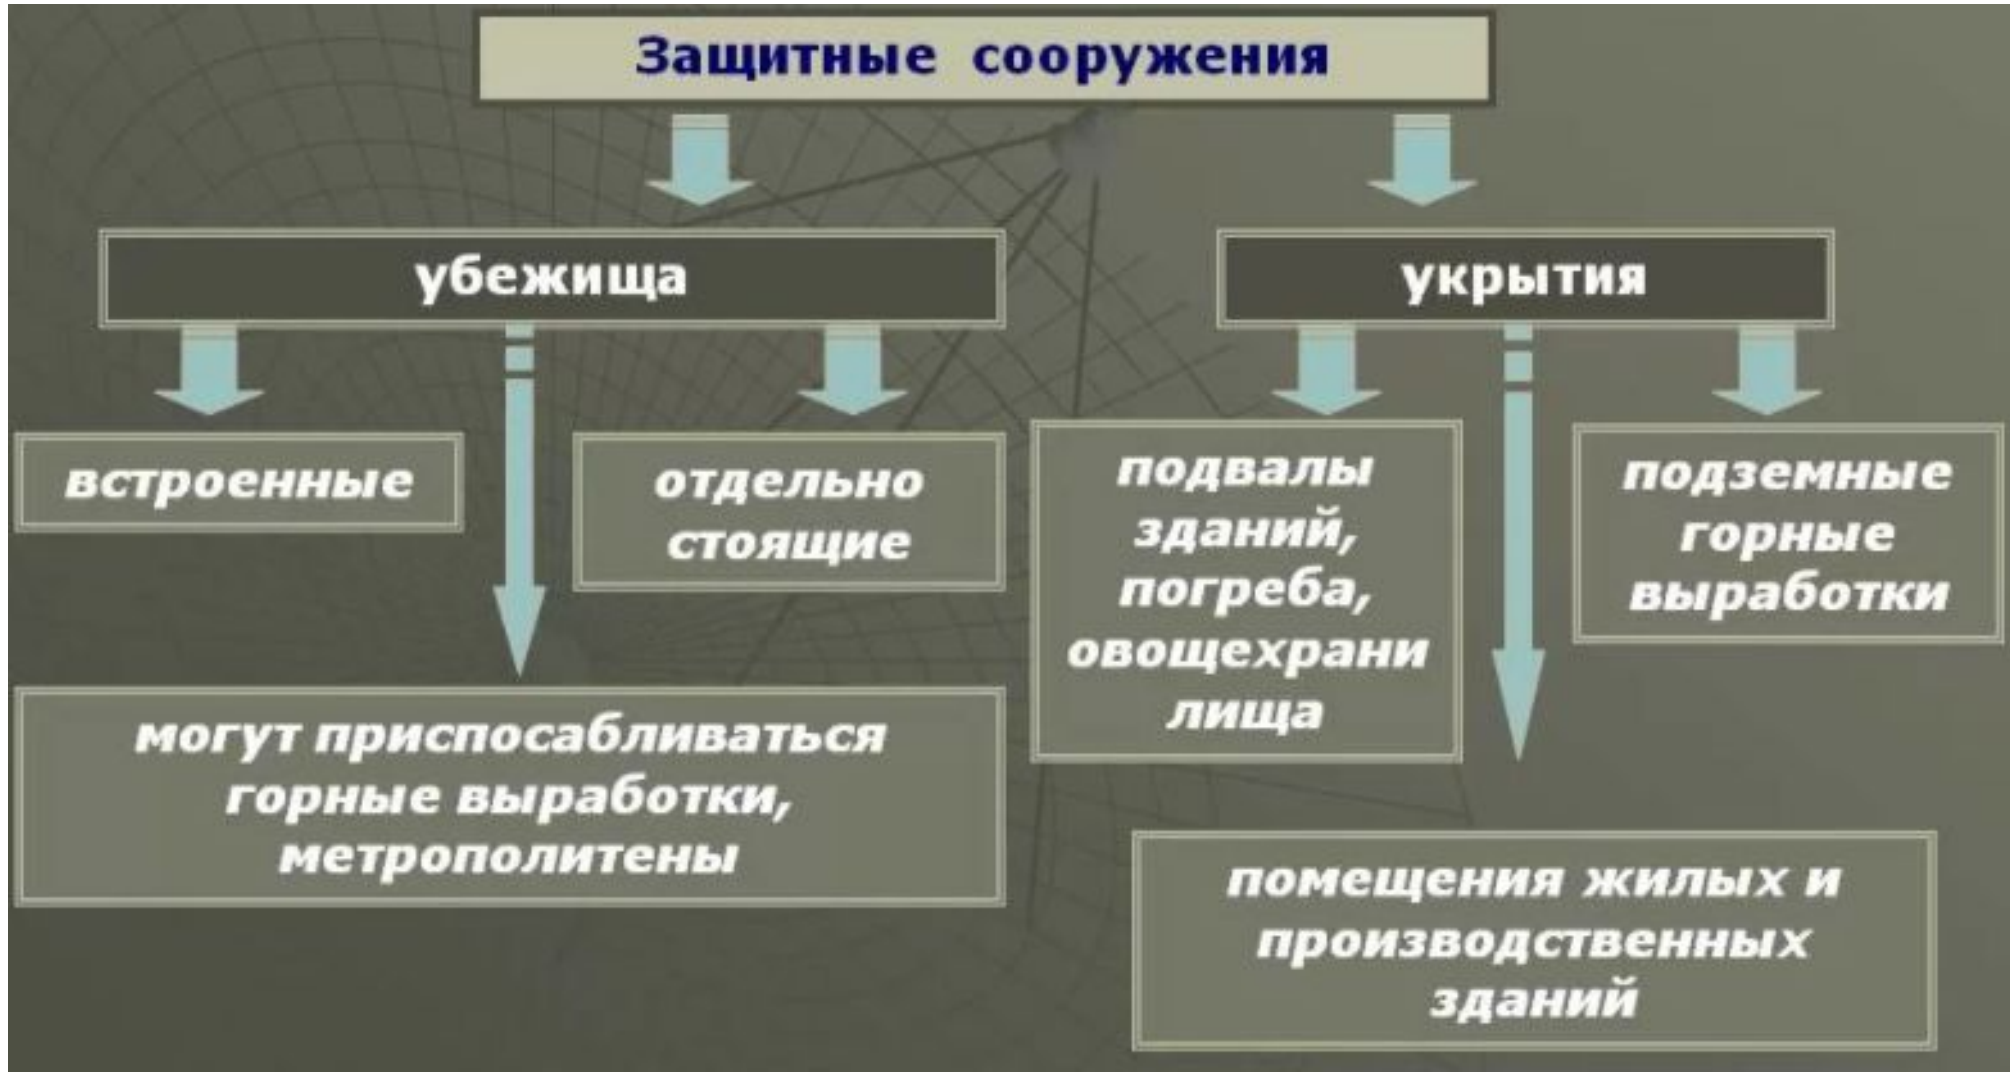 Защитные сооружения
убежища
укрытия
встроенные
отдельно
стоящие
могут приспосабливаться
горные выработки,
метрополитены
подвалы
зданий,
погреба,
овощехрани
лища
подземные
горные
выработки
помещения жилых и
производственных
зданий